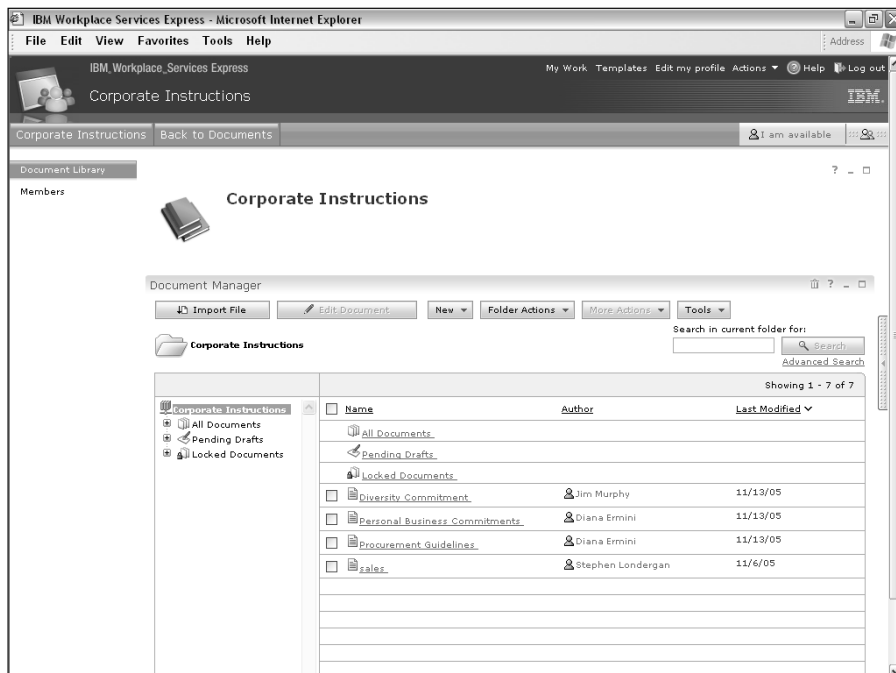 IBM Workplace Services Express - Microsoft Internet Explorer
File Edit View Favorites Tools Help Address
IBM, Workplace_Services Express My Work Templates Edit my profile Actions Help Log out
Corporate Instructions IBM.
Corporate Instructions Back to Documents I am available
Document Library ? _
Members
Corporate Instructions
Document Manager ? _
Import File Edit Document New Folder Actions More Actions Tools
Search in current folder for:
Corporate Instructions Search
Advanced Search
Showing 1 - 7 of 7
Corporate Instructions Name Author Last Modified
All Documents All Documents
Pending Drafts Pending Drafts
Locked Documents Locked Documents
Diversity Commitment Jim Murphy 11/13/05
Personal Business Commitments Diana Ermini 11/13/05
Procurement Guidelines Diana Ermini 11/13/05
sales Stephen Londergan 11/6/05